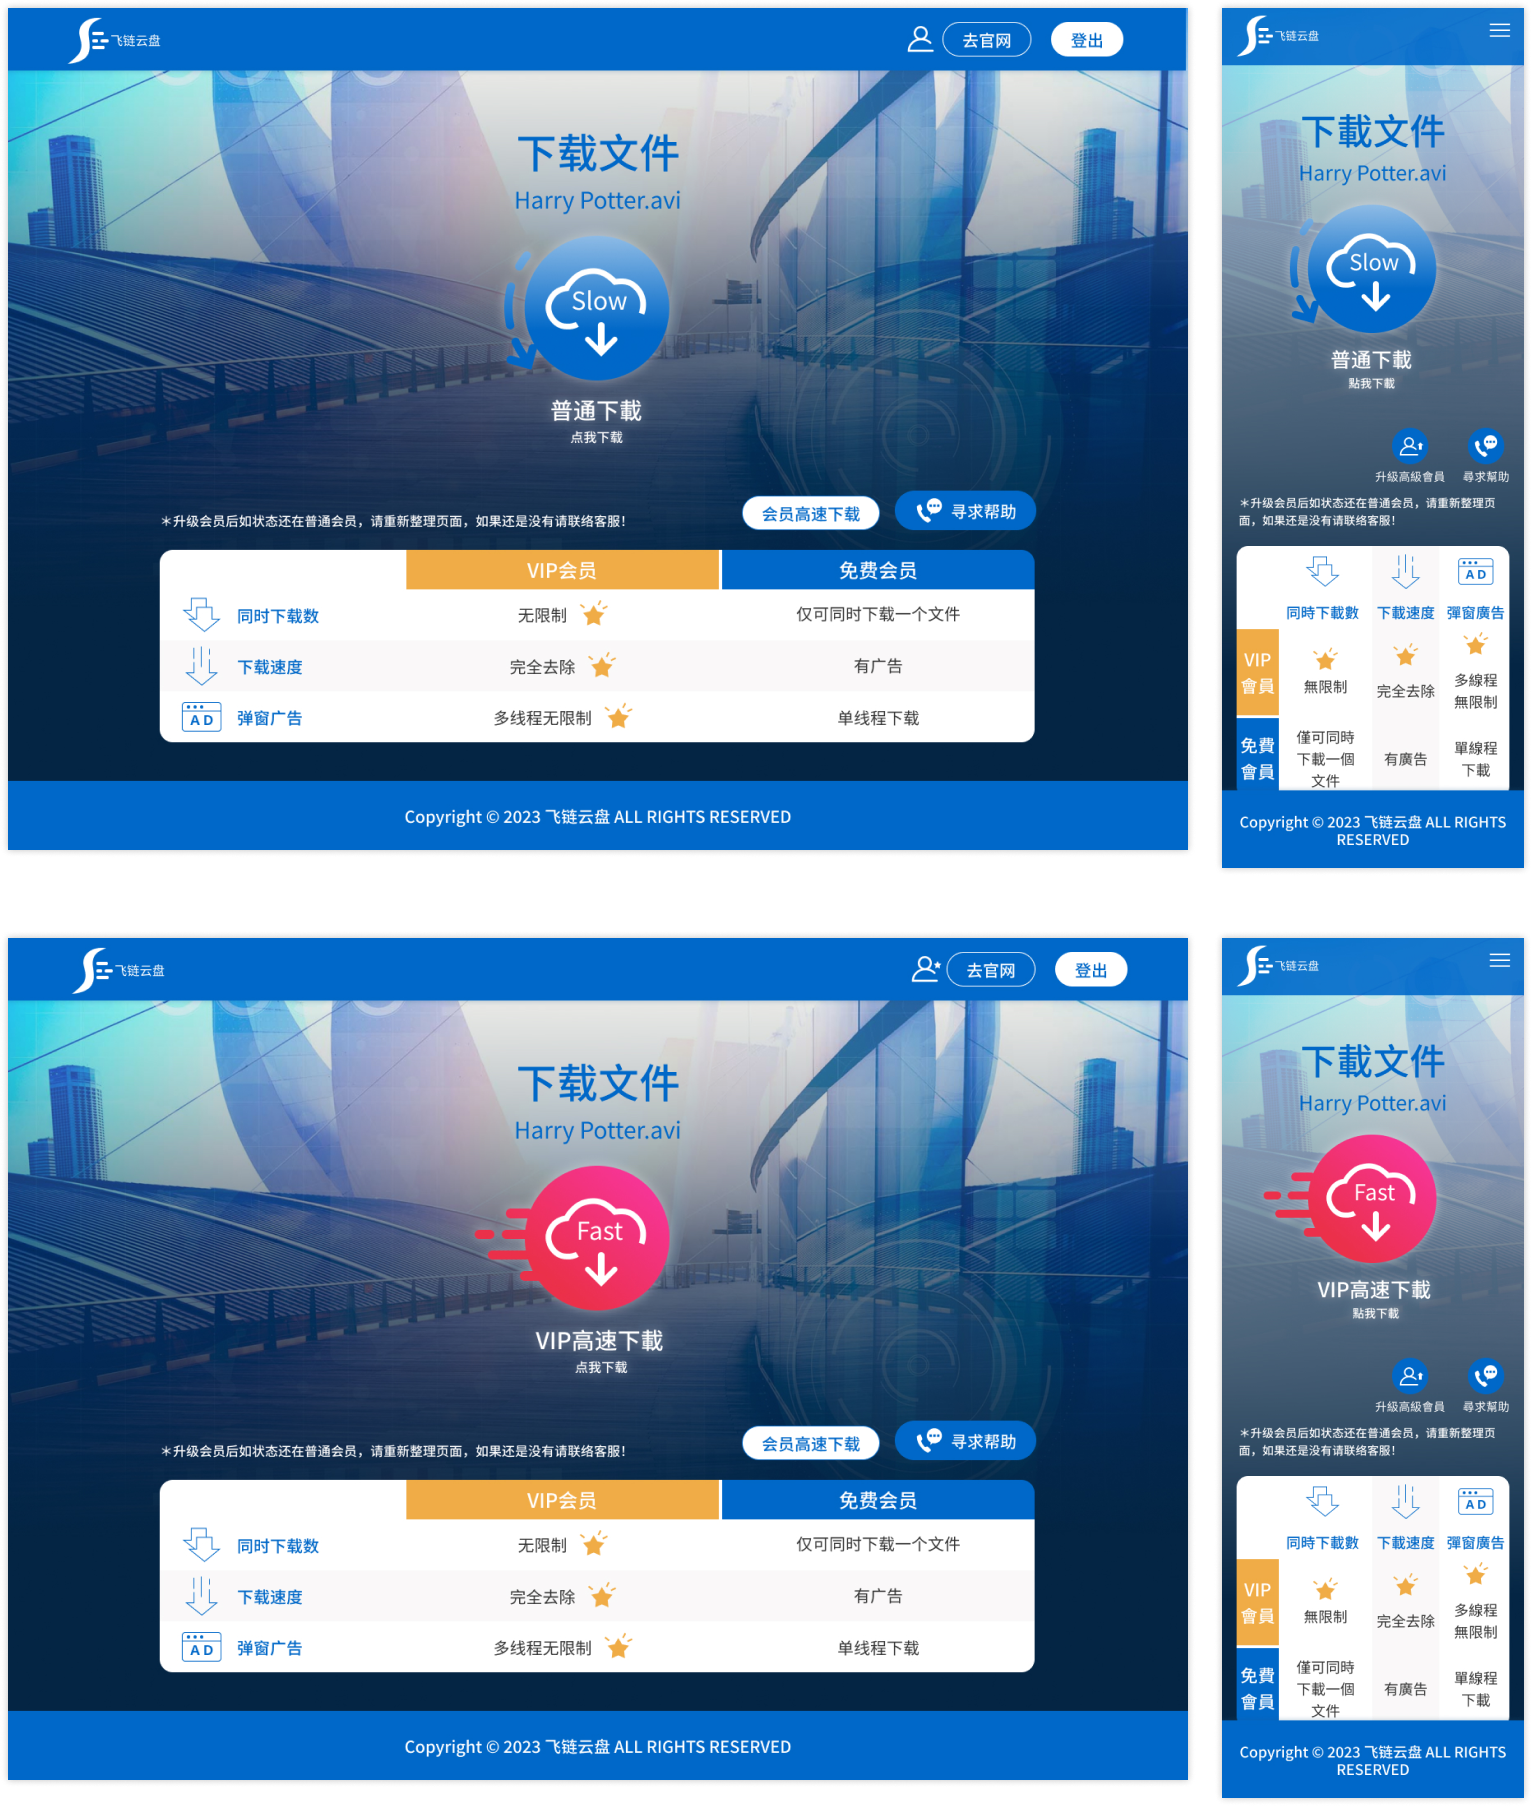 飞链云盘
去官网
登出
下载文件
Harry Potter.avi
Slow
普通下載
点我下载
会员高速下载
寻求帮助
＊升级会员后如状态还在普通会员，请重新整理页面，如果还是没有请联络客服！
VIP会员
免费会员
同时下载数
无限制
仅可同时下载一个文件
下载速度
完全去除
有广告
AD
弹窗广告
多线程无限制
单线程下载
Copyright © 2023 飞链云盘 ALL RIGHTS RESERVED
飞链云盘
下載文件
Harry Potter.avi
Slow
普通下載
點我下載
升級高級會員
尋求幫助
＊升级会员后如状态还在普通会员，请重新整理页
面，如果还是没有请联络客服！
AD
同時下載數
下載速度
彈窗廣告
VIP
會員
無限制
完全去除
多線程
無限制
免費
會員
僅可同時
下載一個
文件
有廣告
單線程
下載
Copyright © 2023 飞链云盘 ALL RIGHTS
RESERVED
飞链云盘
去官网
登出
下载文件
Harry Potter.avi
Fast
VIP高速下載
点我下载
会员高速下载
寻求帮助
＊升级会员后如状态还在普通会员，请重新整理页面，如果还是没有请联络客服！
VIP会员
免费会员
同时下载数
无限制
仅可同时下载一个文件
下载速度
完全去除
有广告
AD
弹窗广告
多线程无限制
单线程下载
Copyright © 2023 飞链云盘 ALL RIGHTS RESERVED
飞链云盘
下載文件
Harry Potter.avi
Fast
VIP高速下載
點我下載
升級高級會員
尋求幫助
＊升级会员后如状态还在普通会员，请重新整理页
面，如果还是没有请联络客服！
AD
同時下載數
下載速度
彈窗廣告
VIP
會員
無限制
完全去除
多線程
無限制
免費
會員
僅可同時
下載一個
文件
有廣告
單線程
下載
Copyright © 2023 飞链云盘 ALL RIGHTS
RESERVED